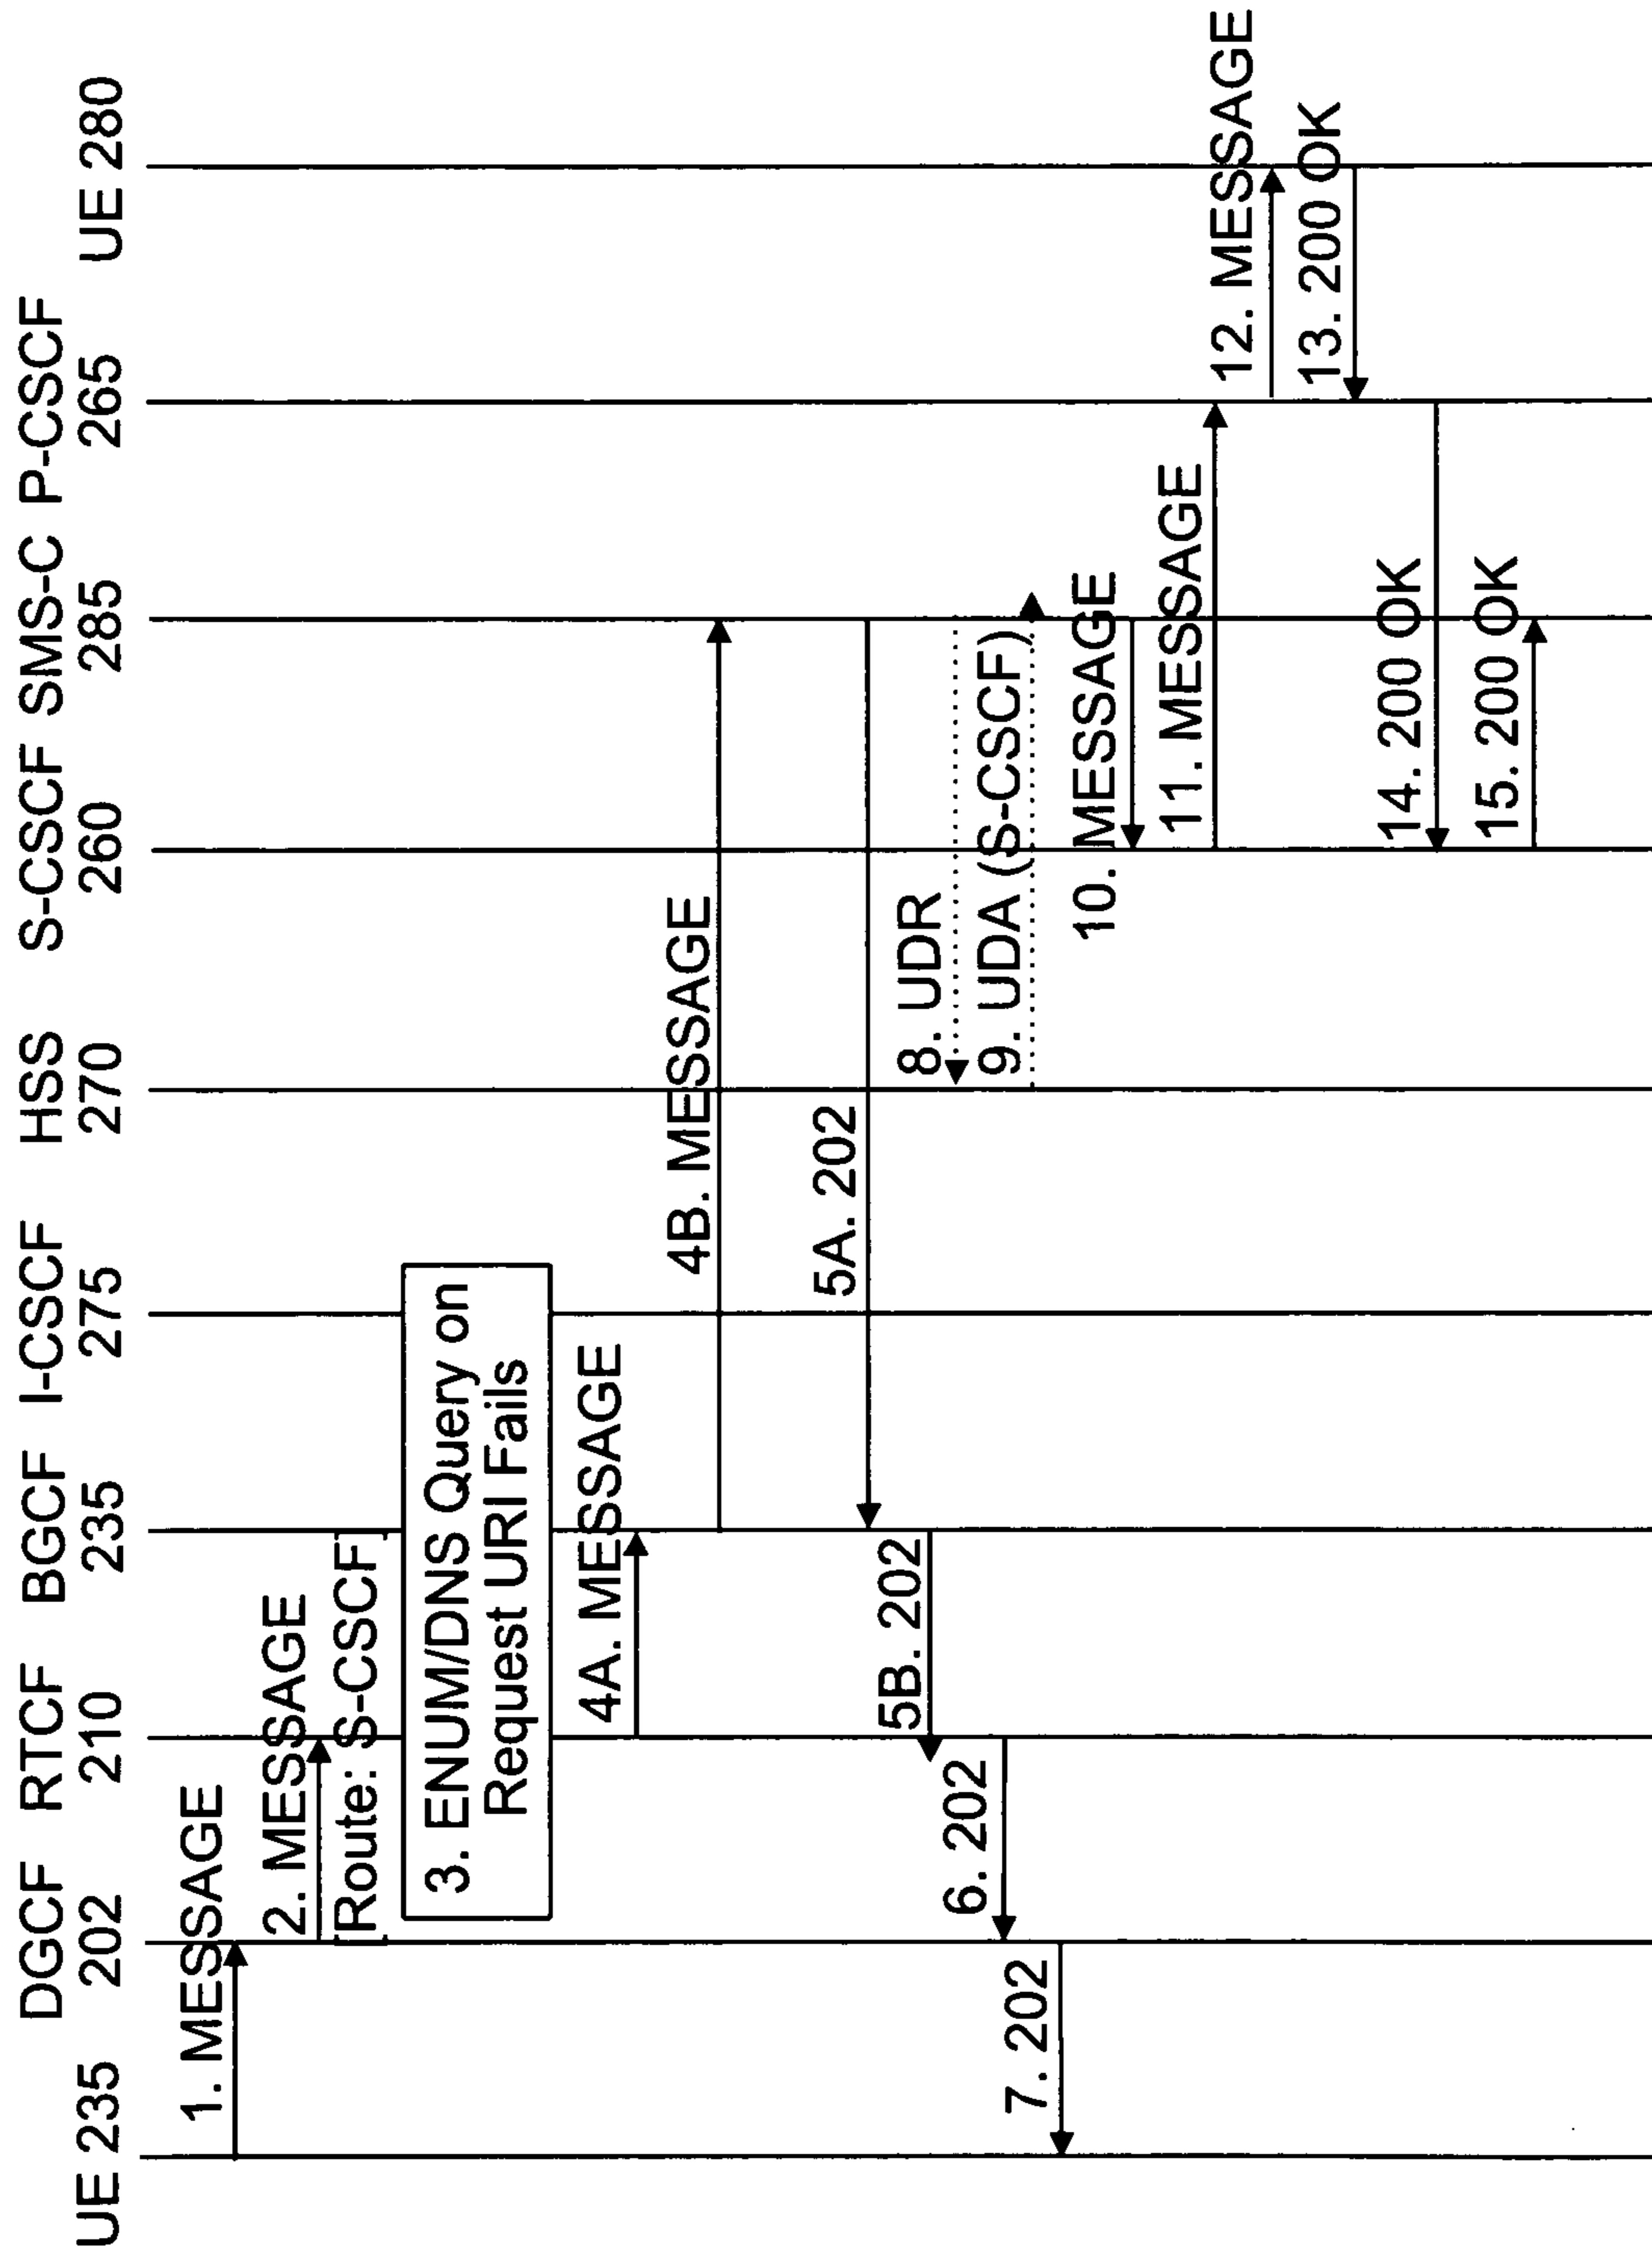 UE 235
DGCF
202
RTCF
210
BGCF
235
I-CSCF
275
HSS
270
S-CSCF
260
SMS-C
285
P-CSCF
265
UE 280
1. MESSAGE
2. MESSAGE
[Route: S-CSCF]
3. ENUM/DNS Query on
Request URI Fails
4A. MESSAGE
4B. MESSAGE
5A. 202
5B. 202
6. 202
7. 202
8. UDR
9. UDA (S-CSCF)
10. MESSAGE
11. MESSAGE
12. MESSAGE
13. 200 OK
14. 200 OK
15. 200 OK